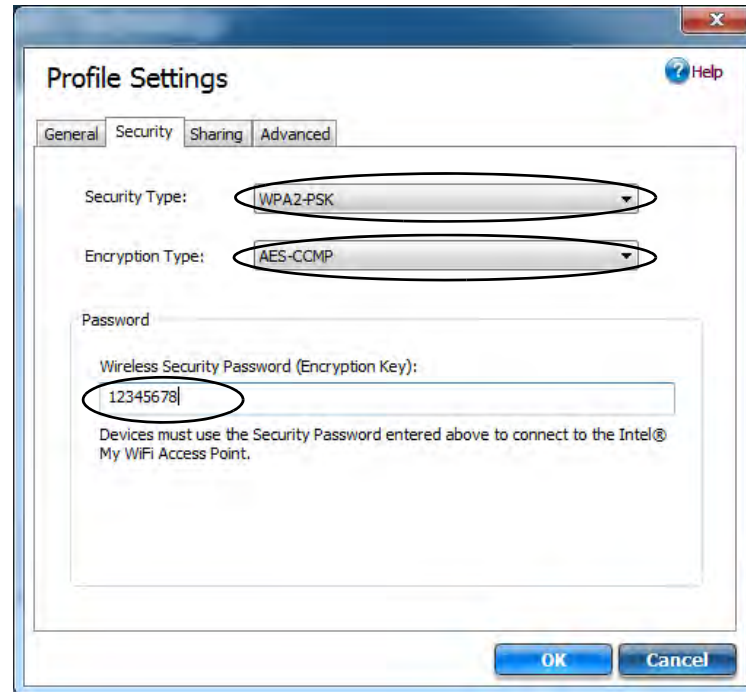 Profile Settings
Help
General Security Sharing Advanced
Security Type: WPA2-PSK
Encryption Type: AES-CCMP
Password
Wireless Security Password (Encryption Key):
12345678
Devices must use the Security Password entered above to connect to the Intel®
My WiFi Access Point.
OK Cancel